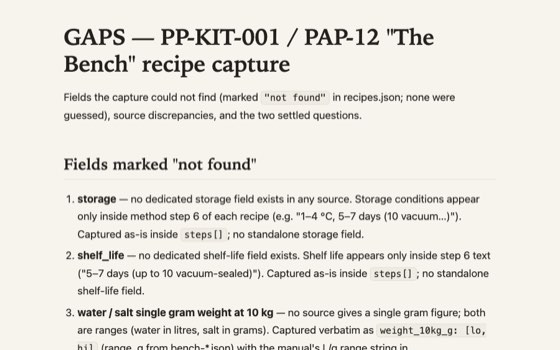 GAPS — PP-KIT-001 / PAP-12 "The
Bench" recipe capture
Fields the capture could not find (marked "not found" in recipes.json; none were
guessed), source discrepancies, and the two settled questions.
Fields marked "not found"
1. storage — no dedicated storage field exists in any source. Storage conditions appear
only inside method step 6 of each recipe (e.g. "1–4 °C, 5–7 days (10 vacuum...)").
Captured as-is inside steps[] ; no standalone storage field.
2. shelf_life — no dedicated shelf-life field exists. Shelf life appears only inside step 6 text
("5–7 days (up to 10 vacuum-sealed)"). Captured as-is inside steps[] ; no standalone
shelf-life field.
3. water / salt single gram weight at 10 kg — no source gives a single gram figure; both
are ranges (water in litres, salt in grams). Captured verbatim as weight_10kg_g: [lo,
hi] (range, g from bench-*.json) with the manual's L/g range string in